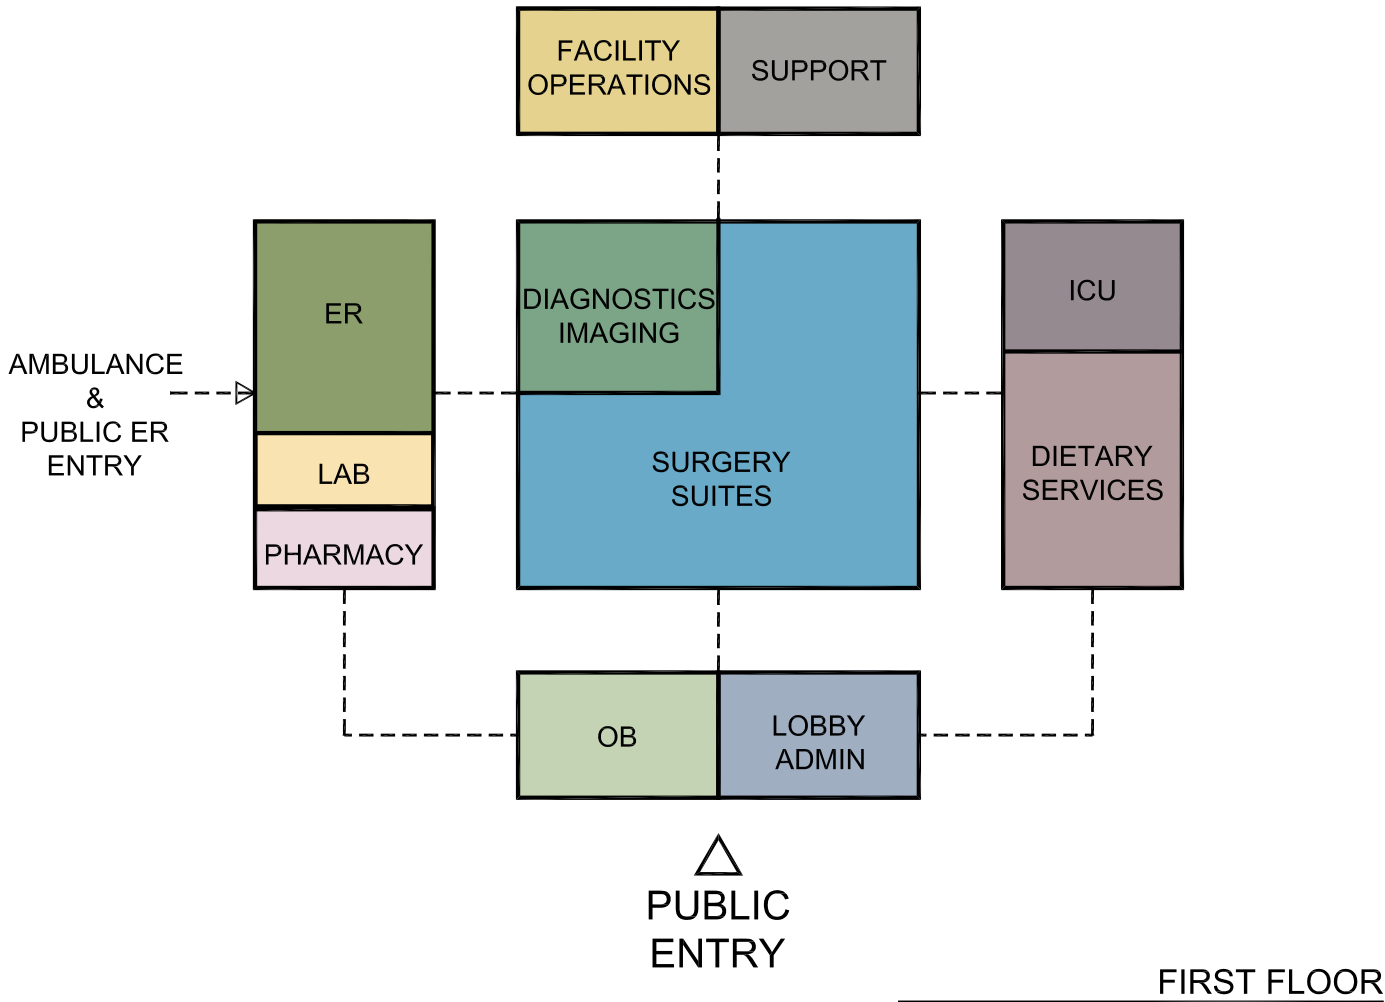 FACILITY
OPERATIONS
SUPPORT
ER
DIAGNOSTICS
IMAGING
ICU
AMBULANCE
&
PUBLIC ER
ENTRY
LAB
SURGERY
SUITES
DIETARY
SERVICES
PHARMACY
OB
LOBBY
ADMIN
PUBLIC
ENTRY
FIRST FLOOR